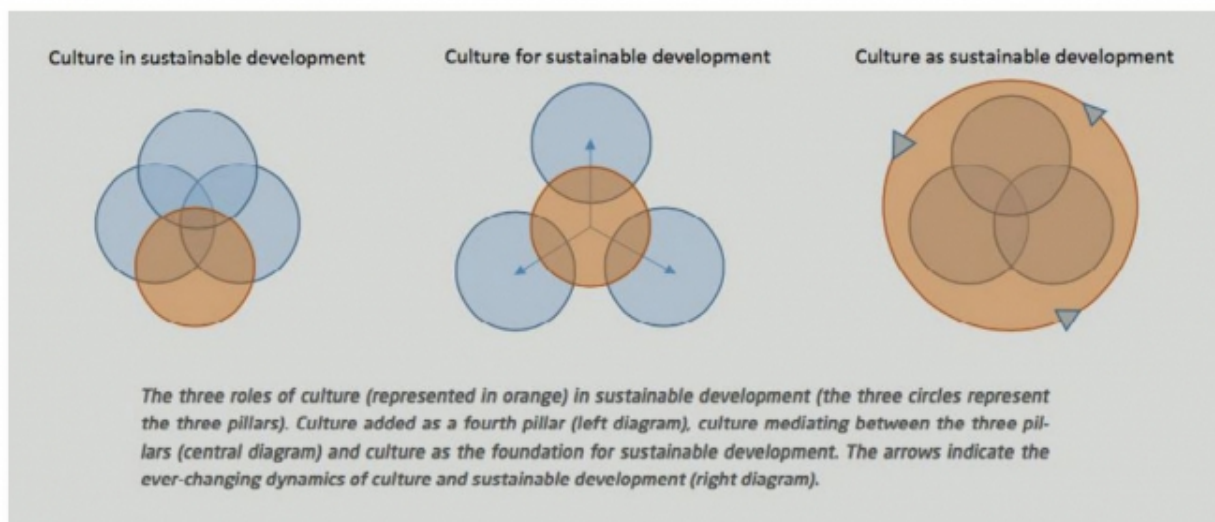 Culture in sustainable development
Culture for sustainable development
Culture as sustainable development
The three roles of culture (represented in orange) in sustainable development (the three circles represent
the three pillars). Culture added as a fourth pillar (left diagram), culture mediating between the three pil-
lars (central diagram) and culture as the foundation for sustainable development. The arrows indicate the
ever-changing dynamics of culture and sustainable development (right diagram).